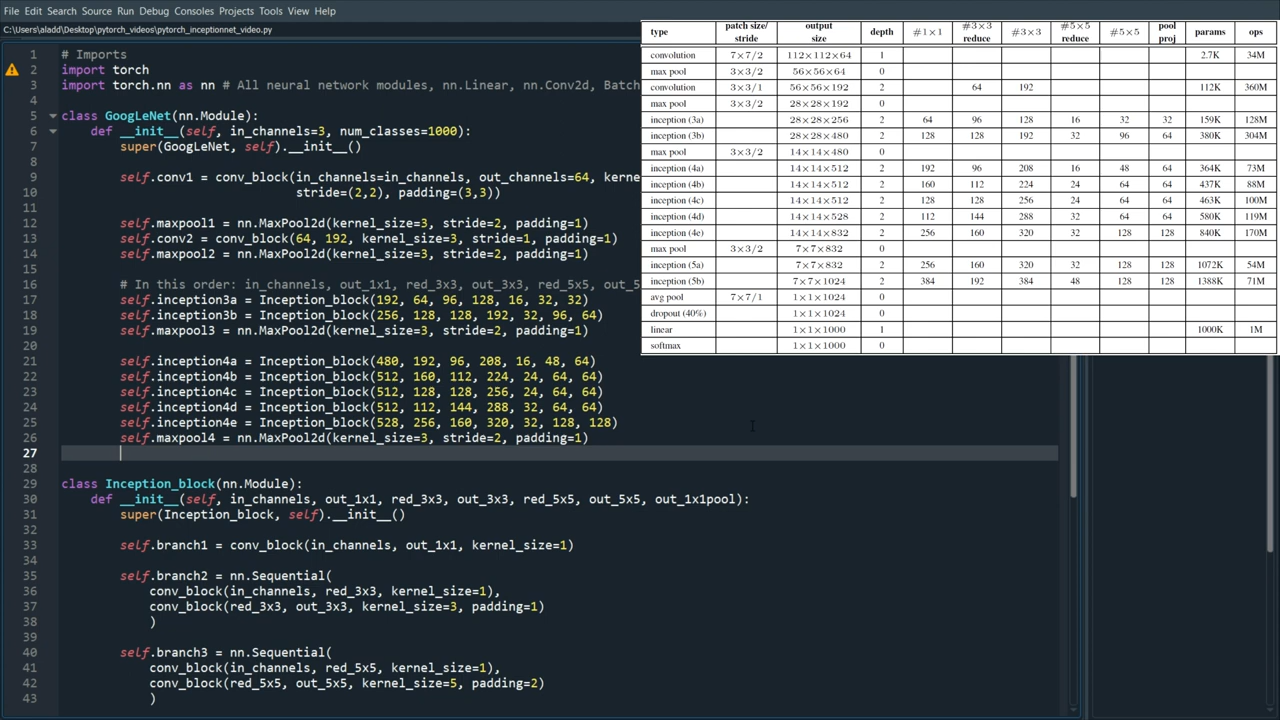 File Edit Search Source Run Debug Consoles Projects Tools View Help
C:\Users\aladd\Desktop\pytorch_videos\pytorch_inceptionnet_video.py
1 # Imports
2 import torch
3 import torch.nn as nn # All neural network modules, nn.Linear, nn.Conv2d, Batch
4
5 class GoogLeNet(nn.Module):
6 def __init__(self, in_channels=3, num_classes=1000):
7 super(GoogLeNet, self).__init__()
8
9 self.conv1 = conv_block(in_channels=in_channels, out_channels=64, kerne
10 stride=(2,2), padding=(3,3))
11
12 self.maxpool1 = nn.MaxPool2d(kernel_size=3, stride=2, padding=1)
13 self.conv2 = conv_block(64, 192, kernel_size=3, stride=1, padding=1)
14 self.maxpool2 = nn.MaxPool2d(kernel_size=3, stride=2, padding=1)
15
16 # In this order: in_channels, out_1x1, red_3x3, out_3x3, red_5x5, out_5
17 self.inception3a = Inception_block(192, 64, 96, 128, 16, 32, 32)
18 self.inception3b = Inception_block(256, 128, 128, 192, 32, 96, 64)
19 self.maxpool3 = nn.MaxPool2d(kernel_size=3, stride=2, padding=1)
20
21 self.inception4a = Inception_block(480, 192, 96, 208, 16, 48, 64)
22 self.inception4b = Inception_block(512, 160, 112, 224, 24, 64, 64)
23 self.inception4c = Inception_block(512, 128, 128, 256, 24, 64, 64)
24 self.inception4d = Inception_block(512, 112, 144, 288, 32, 64, 64)
25 self.inception4e = Inception_block(528, 256, 160, 320, 32, 128, 128)
26 self.maxpool4 = nn.MaxPool2d(kernel_size=3, stride=2, padding=1)
27
28
29 class Inception_block(nn.Module):
30 def __init__(self, in_channels, out_1x1, red_3x3, out_3x3, red_5x5, out_5x5, out_1x1pool):
31 super(Inception_block, self).__init__()
32
33 self.branch1 = conv_block(in_channels, out_1x1, kernel_size=1)
34
35 self.branch2 = nn.Sequential(
36 conv_block(in_channels, red_3x3, kernel_size=1),
37 conv_block(red_3x3, out_3x3, kernel_size=3, padding=1)
38 )
39
40 self.branch3 = nn.Sequential(
41 conv_block(in_channels, red_5x5, kernel_size=1),
42 conv_block(red_5x5, out_5x5, kernel_size=5, padding=2)
43 )
type patch size/ stride output size depth #1×1 #3×3 reduce #3×3 #5×5 reduce #5×5 pool proj params ops
convolution 7×7/2 112×112×64 1 2.7K 34M
max pool 3×3/2 56×56×64 0
convolution 3×3/1 56×56×192 2 64 192 112K 360M
max pool 3×3/2 28×28×192 0
inception (3a) 28×28×256 2 64 96 128 16 32 32 159K 128M
inception (3b) 28×28×480 2 128 128 192 32 96 64 380K 304M
max pool 3×3/2 14×14×480 0
inception (4a) 14×14×512 2 192 96 208 16 48 64 364K 73M
inception (4b) 14×14×512 2 160 112 224 24 64 64 437K 88M
inception (4c) 14×14×512 2 128 128 256 24 64 64 463K 100M
inception (4d) 14×14×528 2 112 144 288 32 64 64 580K 119M
inception (4e) 14×14×832 2 256 160 320 32 128 128 840K 170M
max pool 3×3/2 7×7×832 0
inception (5a) 7×7×832 2 256 160 320 32 128 128 1072K 54M
inception (5b) 7×7×1024 2 384 192 384 48 128 128 1388K 71M
avg pool 7×7/1 1×1×1024 0
dropout (40%) 1×1×1024 0
linear 1×1×1000 1 1000K 1M
softmax 1×1×1000 0